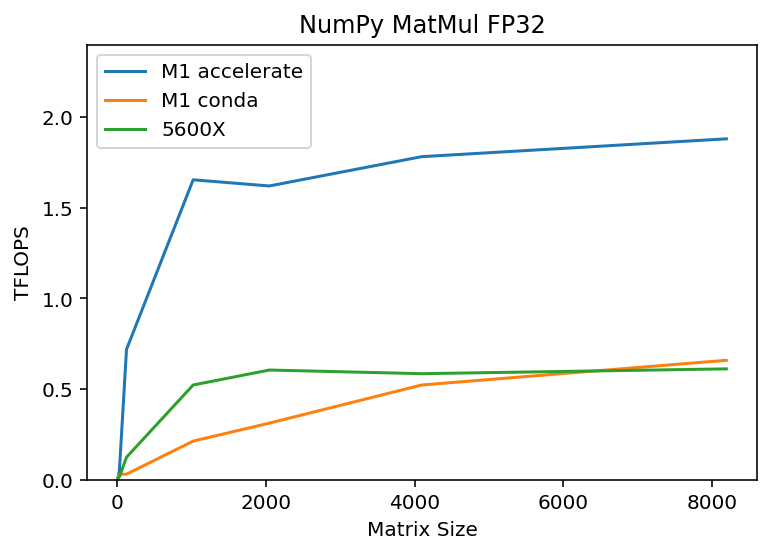 NumPy MatMul FP32
M1 accelerate
M1 conda
5600X
TFLOPS
2.0
1.5
1.0
0.5
0.0
0 2000 4000 6000 8000
Matrix Size